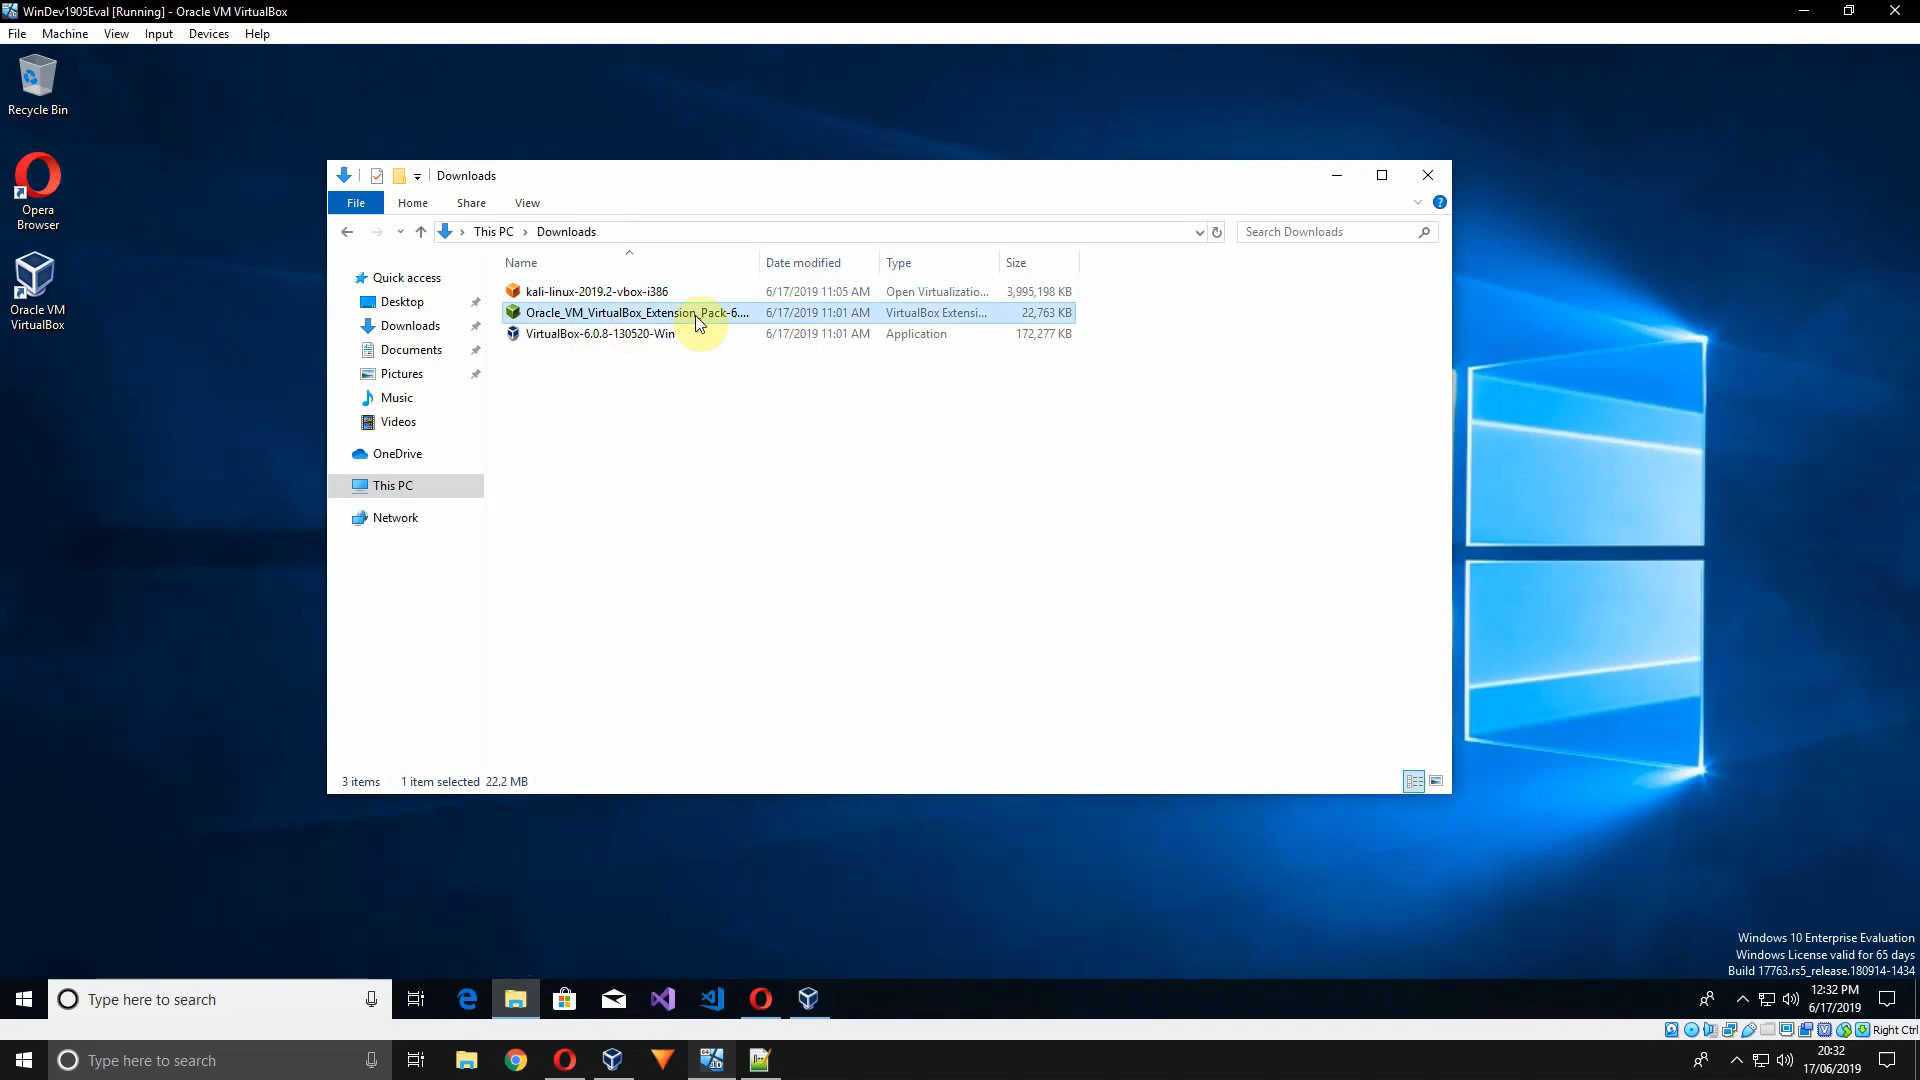 WinDev1905Eval [Running] - Oracle VM VirtualBox
File Machine View Input Devices Help
Recycle Bin
Opera
Browser
Oracle VM
VirtualBox
Downloads
File Home Share View
This PC Downloads
Search Downloads
Name Date modified Type Size
kali-linux-2019.2-vbox-i386 6/17/2019 11:05 AM Open Virtualizatio... 3,995,198 KB
Oracle_VM_VirtualBox_Extension_Pack-6.... 6/17/2019 11:01 AM VirtualBox Extensi... 22,763 KB
VirtualBox-6.0.8-130520-Win 6/17/2019 11:01 AM Application 172,277 KB
Quick access
Desktop
Downloads
Documents
Pictures
Music
Videos
OneDrive
This PC
Network
3 items 1 item selected 22.2 MB
Windows 10 Enterprise Evaluation
Windows License valid for 65 days
Build 17763.rs5_release.180914-1434
Type here to search
12:32 PM
6/17/2019
Right Ctrl
Type here to search
20:32
17/06/2019